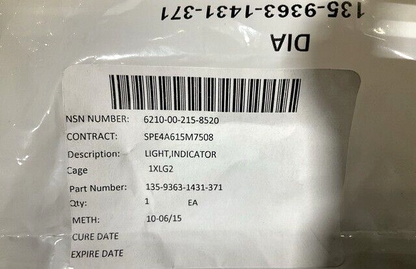 135-9363-1431-371
DIA
NSN NUMBER: 6210-00-215-8520
CONTRACT: SPE4A615M7508
Description: LIGHT,INDICATOR
Cage 1XLG2
Part Number: 135-9363-1431-371
Qty: 1 EA
METH: 10-06/15
CURE DATE
EXPIRE DATE